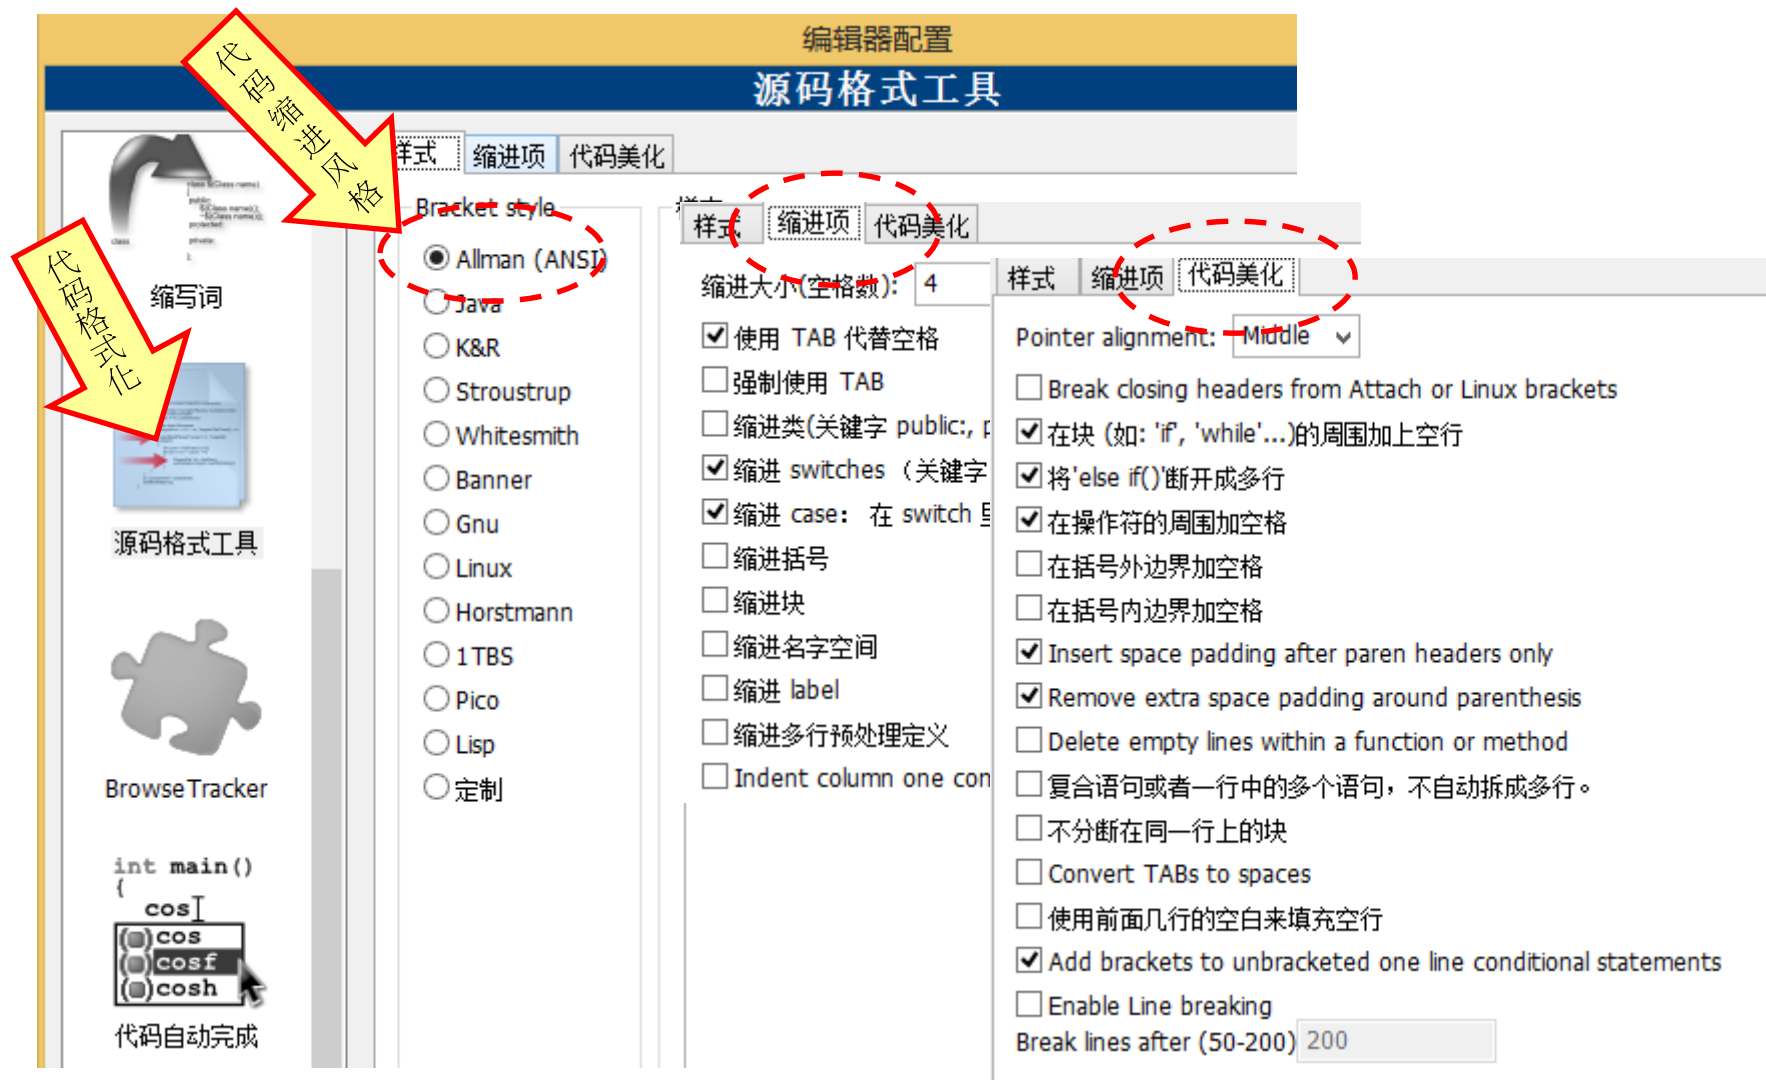 编辑器配置
源码格式工具
代码缩进风格
代码格式化
缩写词
源码格式工具
BrowseTracker
int main()
{
cos
(□)cos
(□)cosf
(□)cosh
代码自动完成
样式 缩进项 代码美化
Bracket style
Allman (ANSI)
Java
K&R
Stroustrup
Whitesmith
Banner
Gnu
Linux
Horstmann
1TBS
Pico
Lisp
定制
样式 缩进项 代码美化
缩进大小(空格数): 4
使用 TAB 代替空格
强制使用 TAB
缩进类(关键字 public:,
缩进 switches （关键字
缩进 case: 在 switch
缩进括号
缩进块
缩进名字空间
缩进 label
缩进多行预处理定义
Indent column one con
样式 缩进项 代码美化
Pointer alignment: Middle
Break closing headers from Attach or Linux brackets
在块 (如: 'if', 'while'...)的周围加上空行
将'else if()'断开成多行
在操作符的周围加空格
在括号外边界加空格
在括号内边界加空格
Insert space padding after paren headers only
Remove extra space padding around parenthesis
Delete empty lines within a function or method
复合语句或者一行中的多个语句，不自动拆成多行。
不分断在同一行上的块
Convert TABs to spaces
使用前面几行的空白来填充空行
Add brackets to unbracketed one line conditional statements
Enable Line breaking
Break lines after (50-200) 200